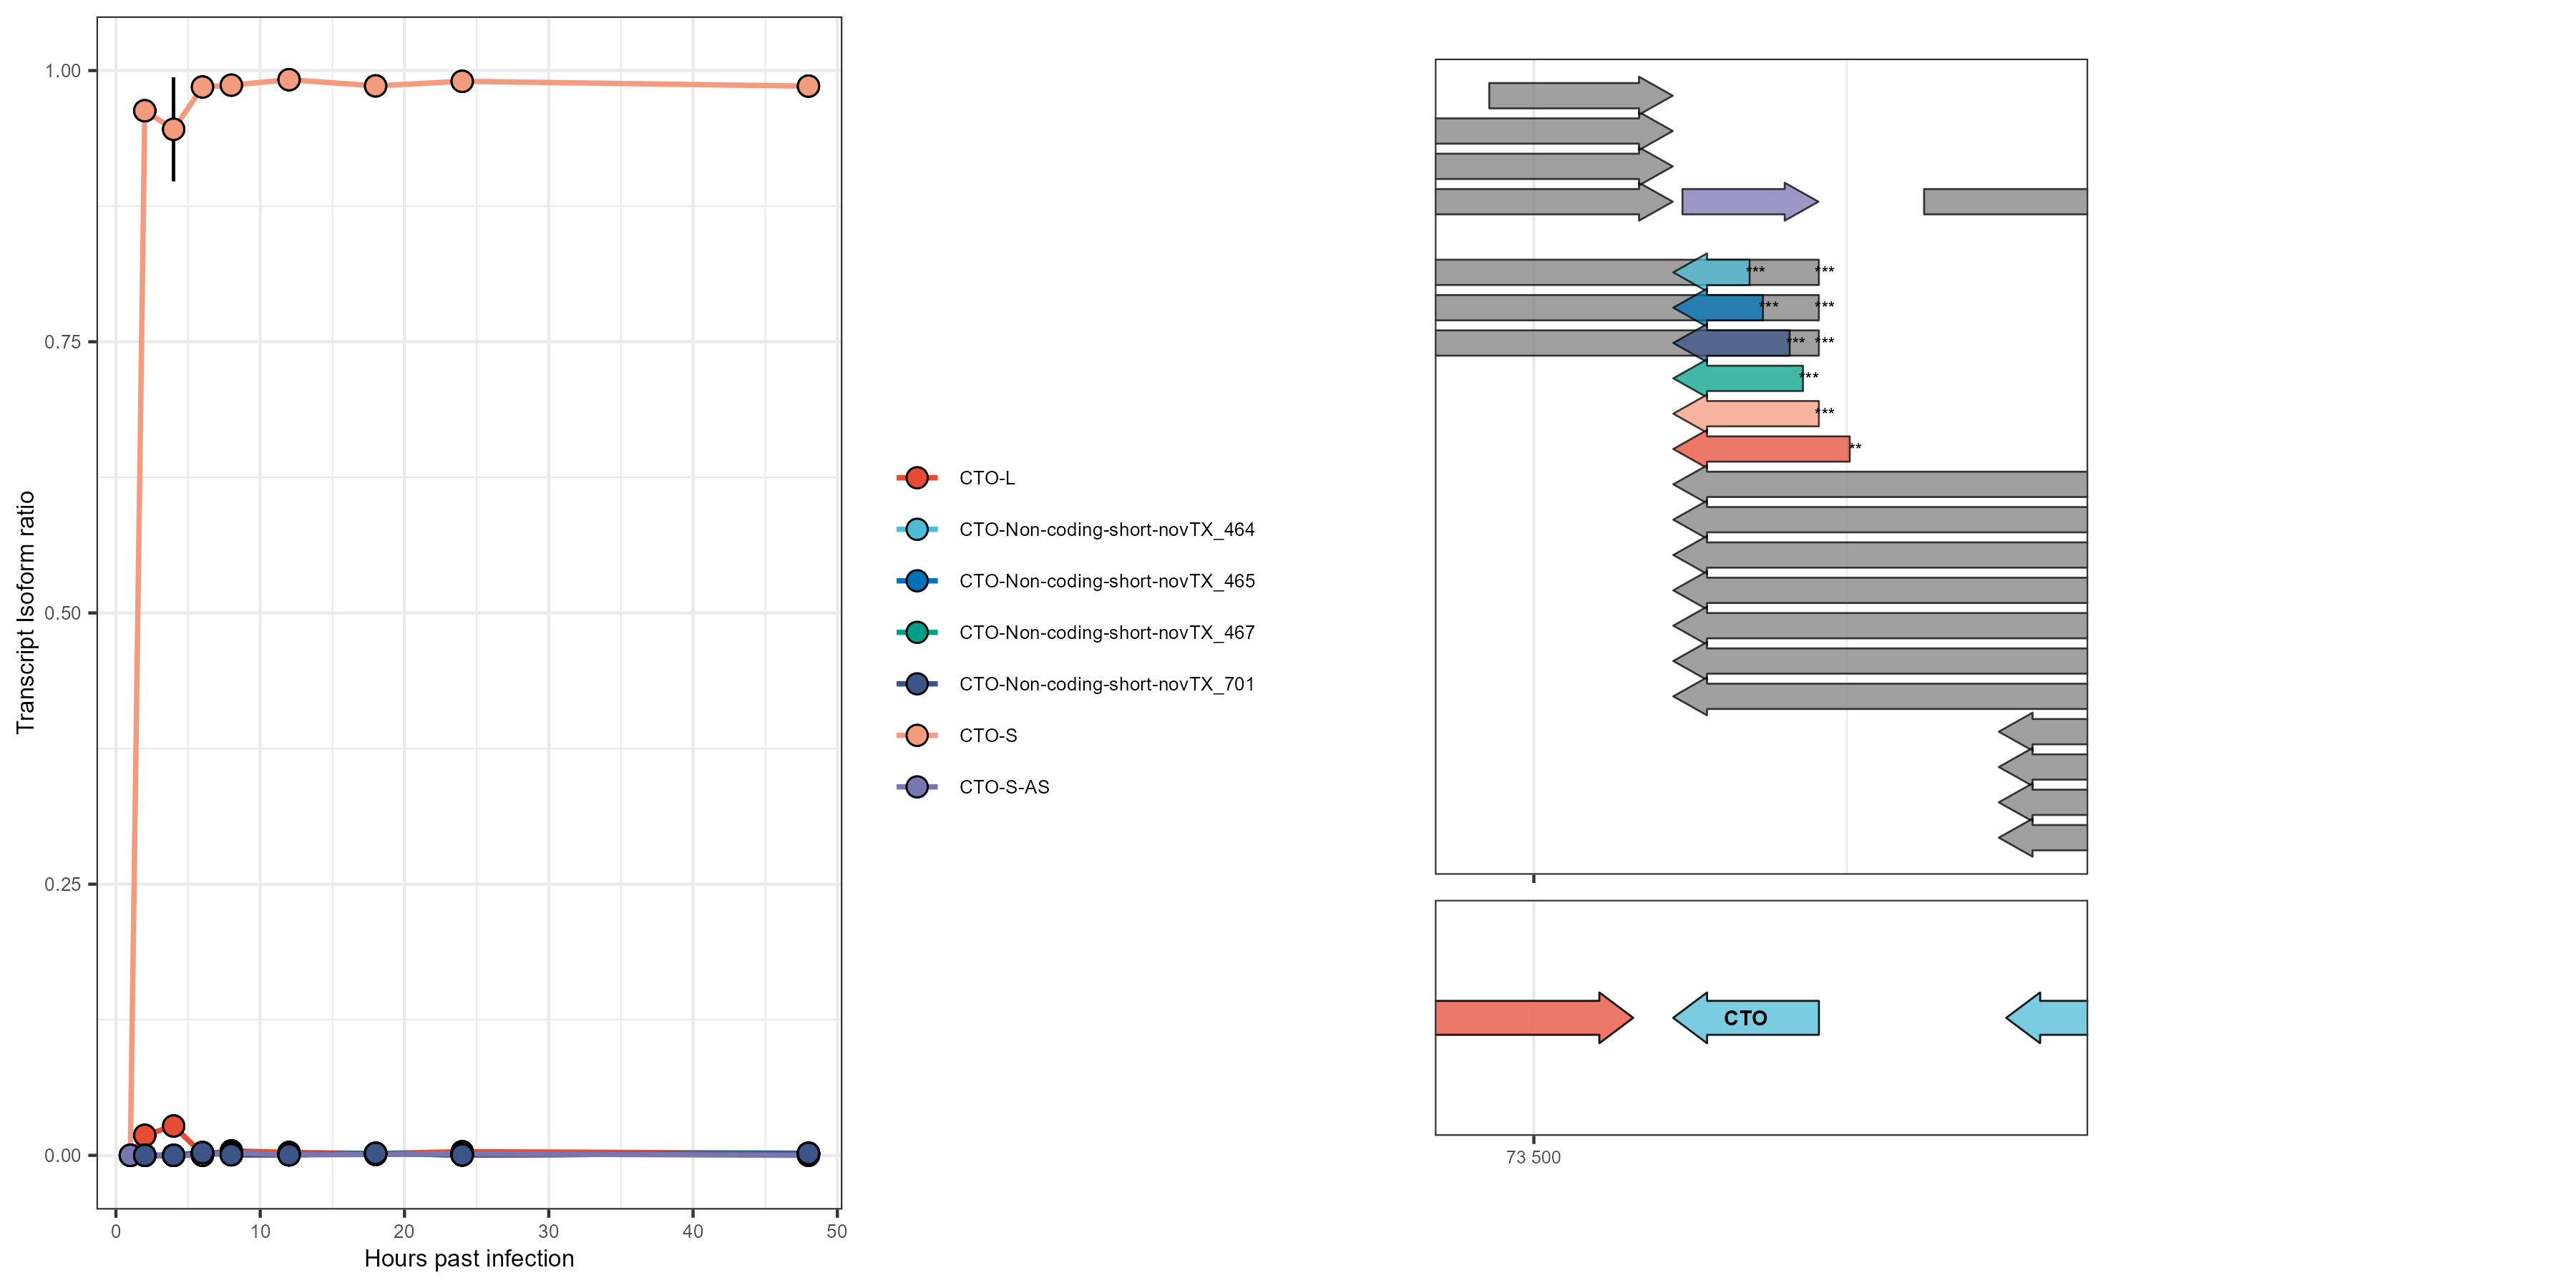 1.00
0.75
0.50
0.25
0.00
Transcript Isoform ratio
0 10 20 30 40 50
Hours past infection
CTO-L
CTO-Non-coding-short-novTX_464
CTO-Non-coding-short-novTX_465
CTO-Non-coding-short-novTX_467
CTO-Non-coding-short-novTX_701
CTO-S
CTO-S-AS
*** ***
*** ***
*** ***
***
***
**
CTO
73 500